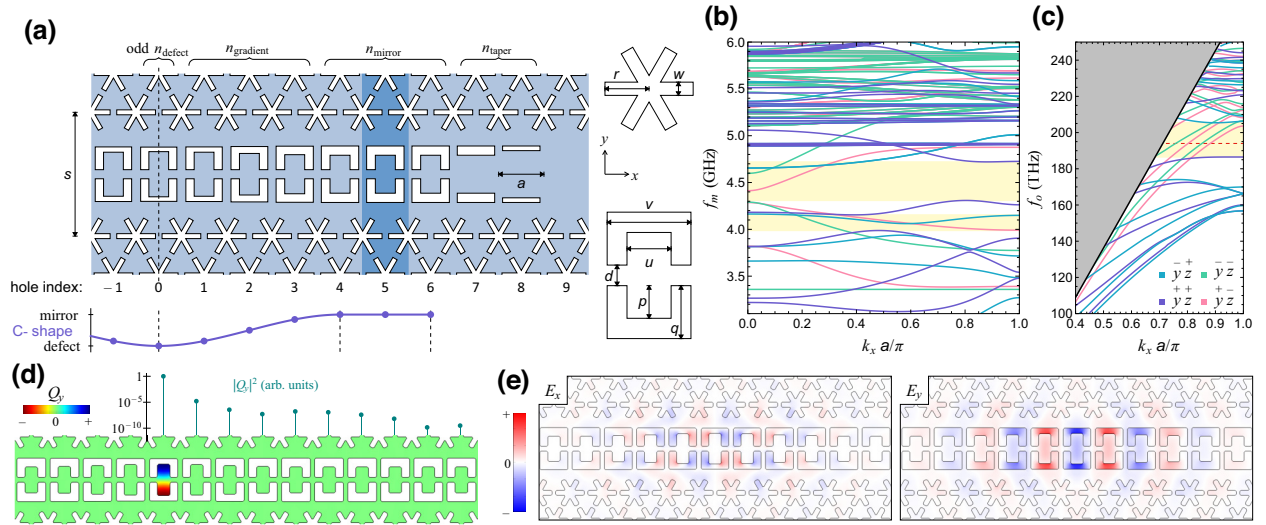 (a)
odd n_defect n_gradient n_mirror n_taper
s
a
hole index: −1 0 1 2 3 4 5 6 7 8 9
mirror
C- shape
defect
r w
y
x
v
u
d
p
q
(b)
6.0
5.5
5.0
4.5
4.0
3.5
f_m (GHz)
0.0 0.2 0.4 0.6 0.8 1.0
k_x a/π
(c)
240
220
200
180
160
140
120
100
f_o (THz)
0.4 0.5 0.6 0.7 0.8 0.9 1.0
k_x a/π
− + − −
y z y z
+ + + −
y z y z
(d)
Q_y
− 0 +
1
10^-5
10^-10
|Q_y|^2 (arb. units)
(e)
+
0
−
E_x
E_y